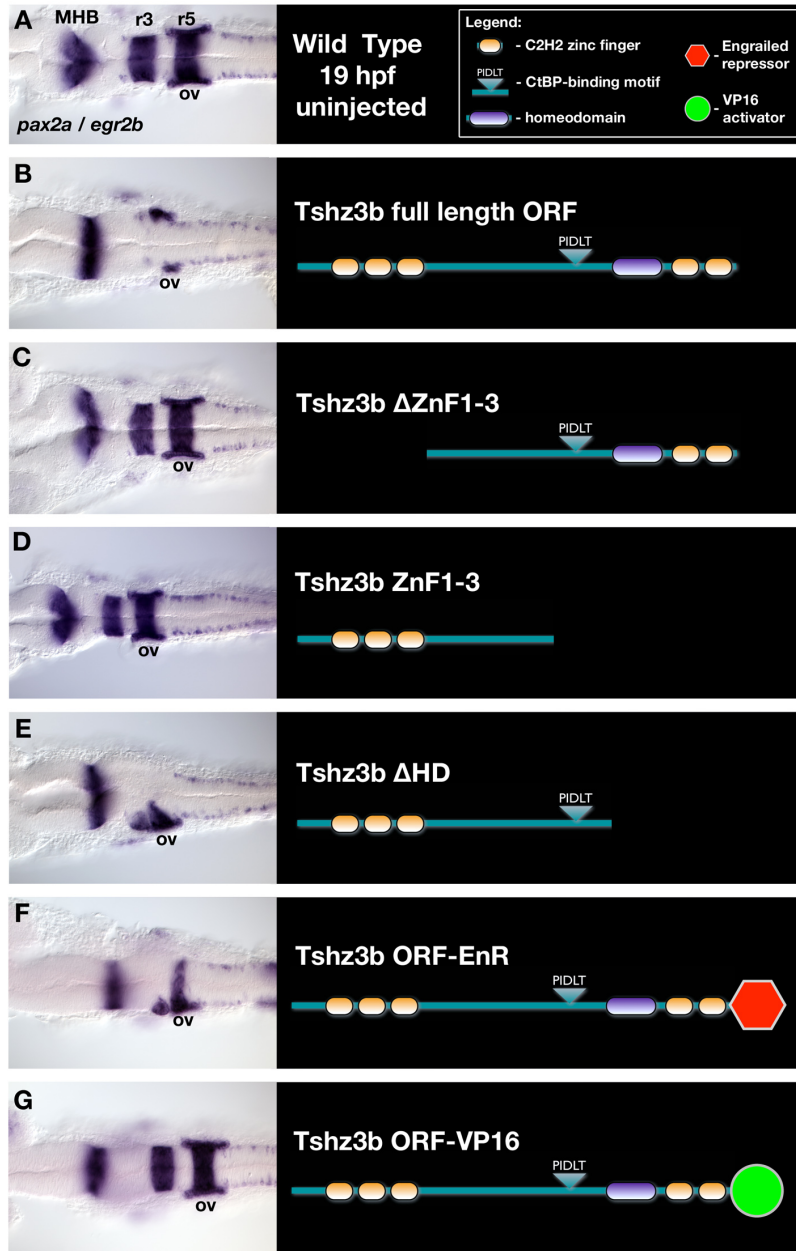 A
MHB r3 r5
ov
pax2a / egr2b
Wild Type
19 hpf
uninjected
Legend:
- C2H2 zinc finger
PIDLT
- CtBP-binding motif
- homeodomain
- Engrailed
repressor
- VP16
activator
B
ov
Tshz3b full length ORF
PIDLT
C
ov
Tshz3b ΔZnF1-3
PIDLT
D
ov
Tshz3b ZnF1-3
E
ov
Tshz3b ΔHD
PIDLT
F
ov
Tshz3b ORF-EnR
PIDLT
G
ov
Tshz3b ORF-VP16
PIDLT